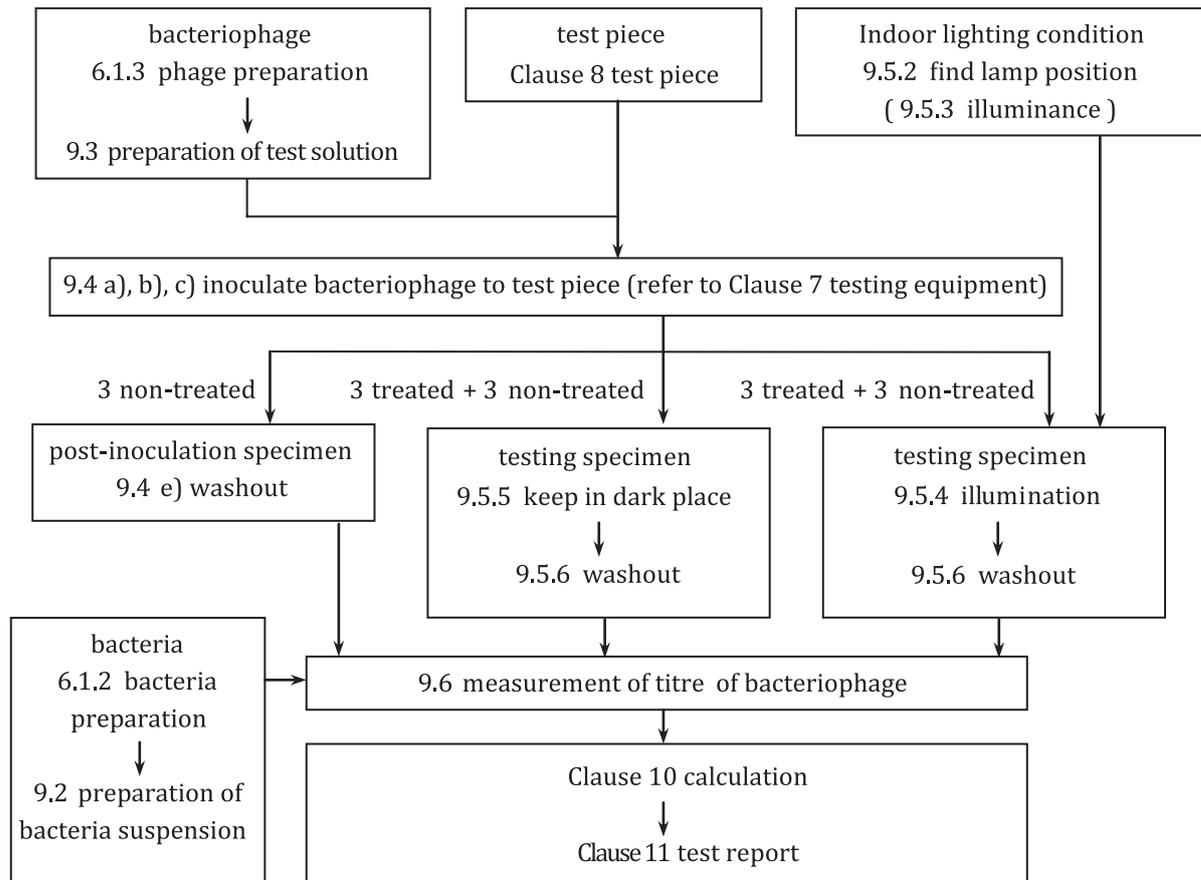 bacteriophage
6.1.3 phage preparation
9.3 preparation of test solution
test piece
Clause 8 test piece
Indoor lighting condition
9.5.2 find lamp position
( 9.5.3 illuminance )
9.4 a), b), c) inoculate bacteriophage to test piece (refer to Clause 7 testing equipment)
3 non-treated
3 treated + 3 non-treated
3 treated + 3 non-treated
post-inoculation specimen
9.4 e) washout
testing specimen
9.5.5 keep in dark place
9.5.6 washout
testing specimen
9.5.4 illumination
9.5.6 washout
bacteria
6.1.2 bacteria
preparation
9.2 preparation of
bacteria suspension
9.6 measurement of titre of bacteriophage
Clause 10 calculation
Clause 11 test report